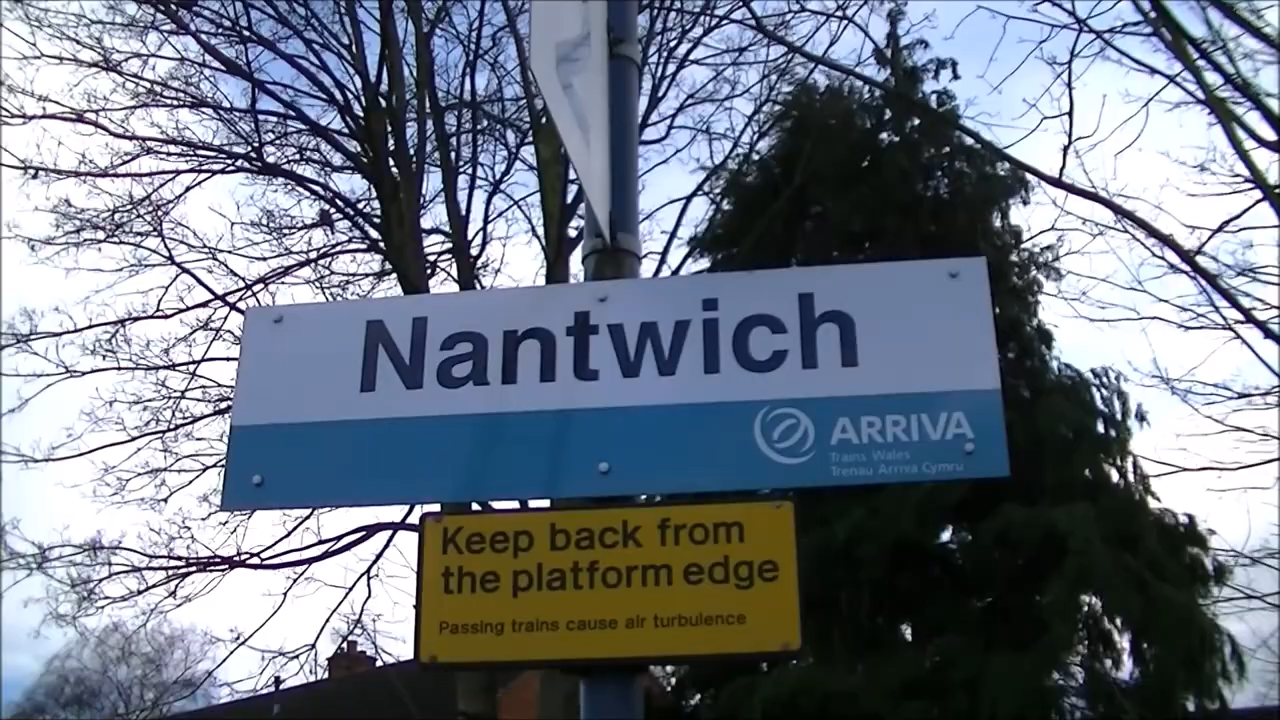 Nantwich
ARRIVA
Trains Wales
Trenau Arriva Cymru
Keep back from
the platform edge
Passing trains cause air turbulence